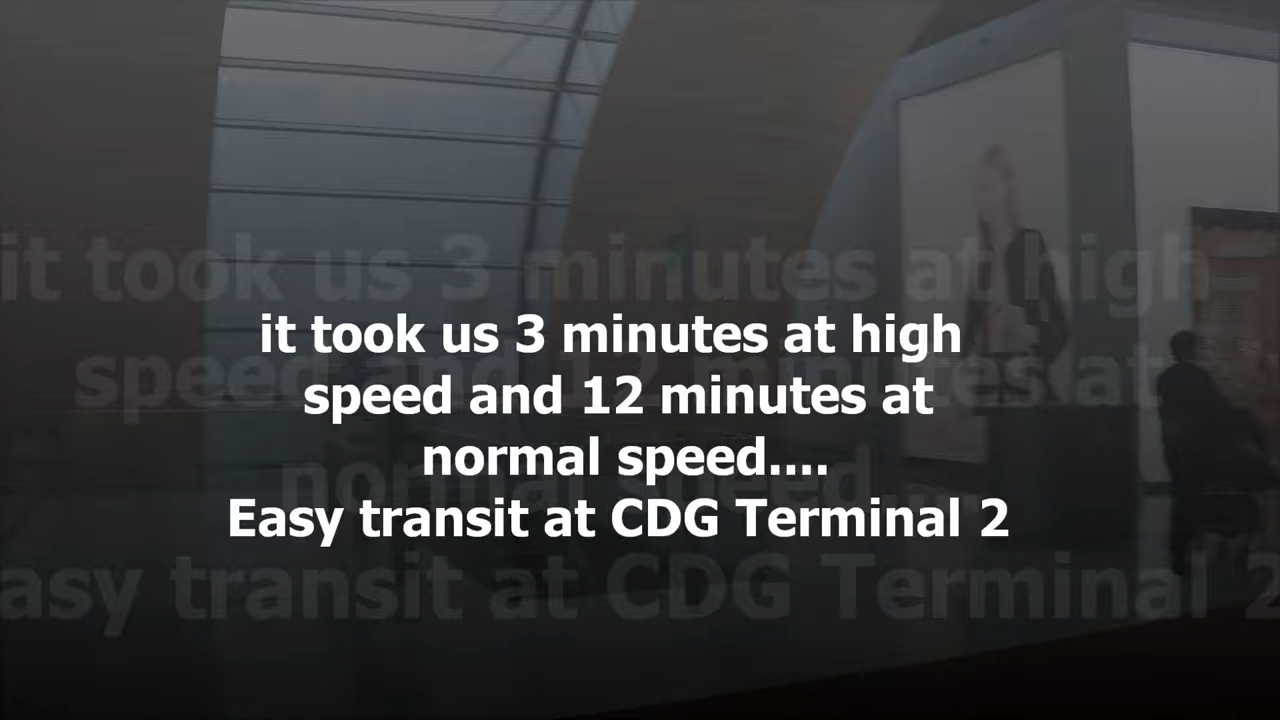 it took us 3 minutes at high
speed and 12 minutes at
normal speed....
Easy transit at CDG Terminal 2